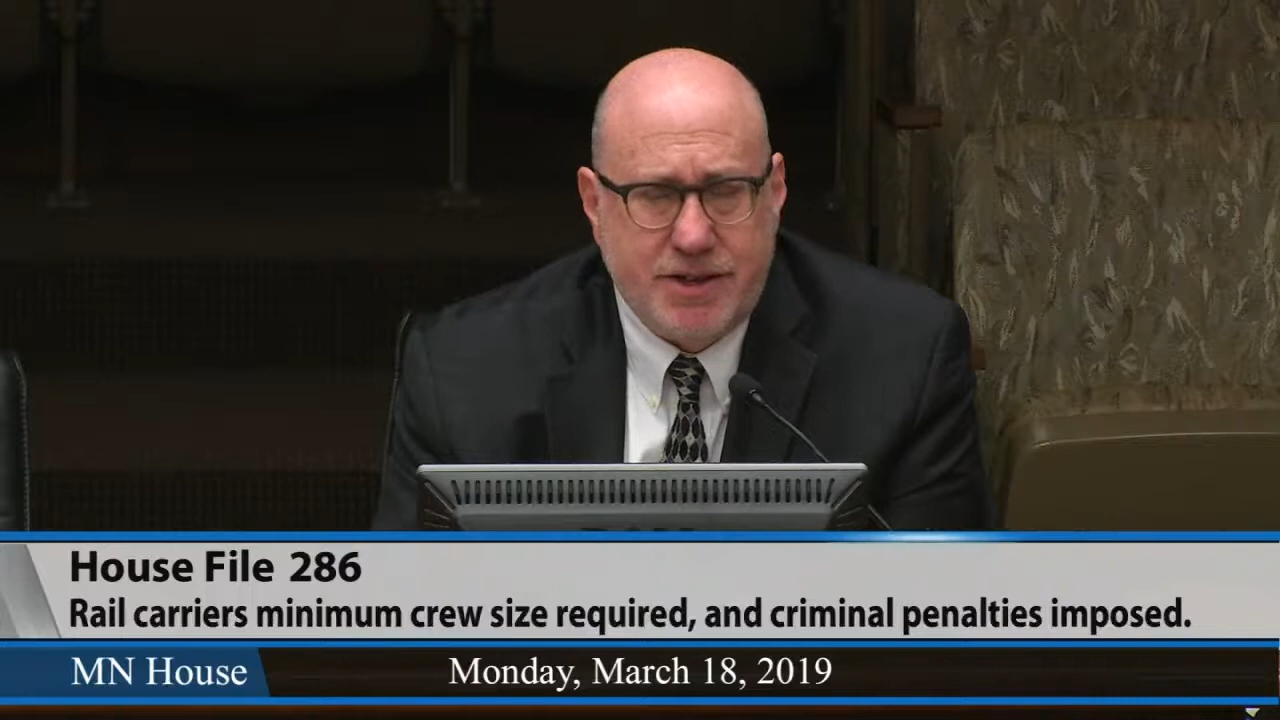 House File 286
Rail carriers minimum crew size required, and criminal penalties imposed.
MN House
Monday, March 18, 2019